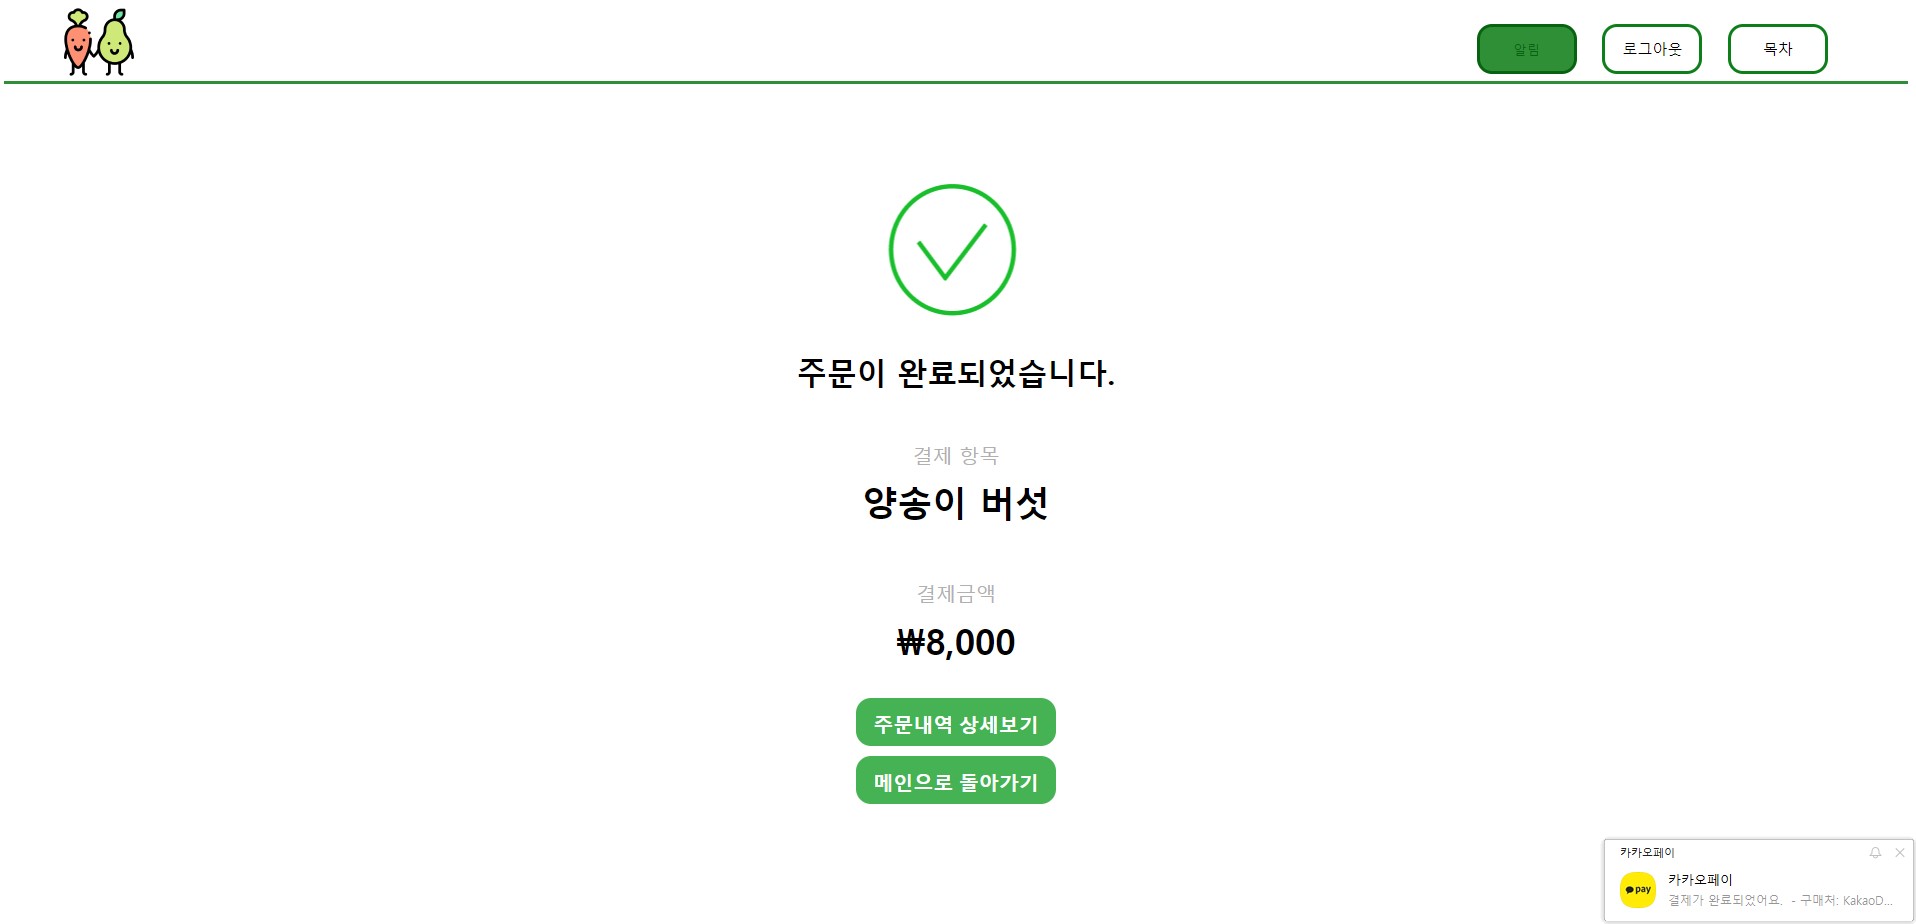 알림
로그아웃
목차
주문이 완료되었습니다.
결제 항목
양송이 버섯
결제금액
₩8,000
주문내역 상세보기
메인으로 돌아가기
카카오페이
pay
카카오페이
결제가 완료되었어요. - 구매처: KakaoD...